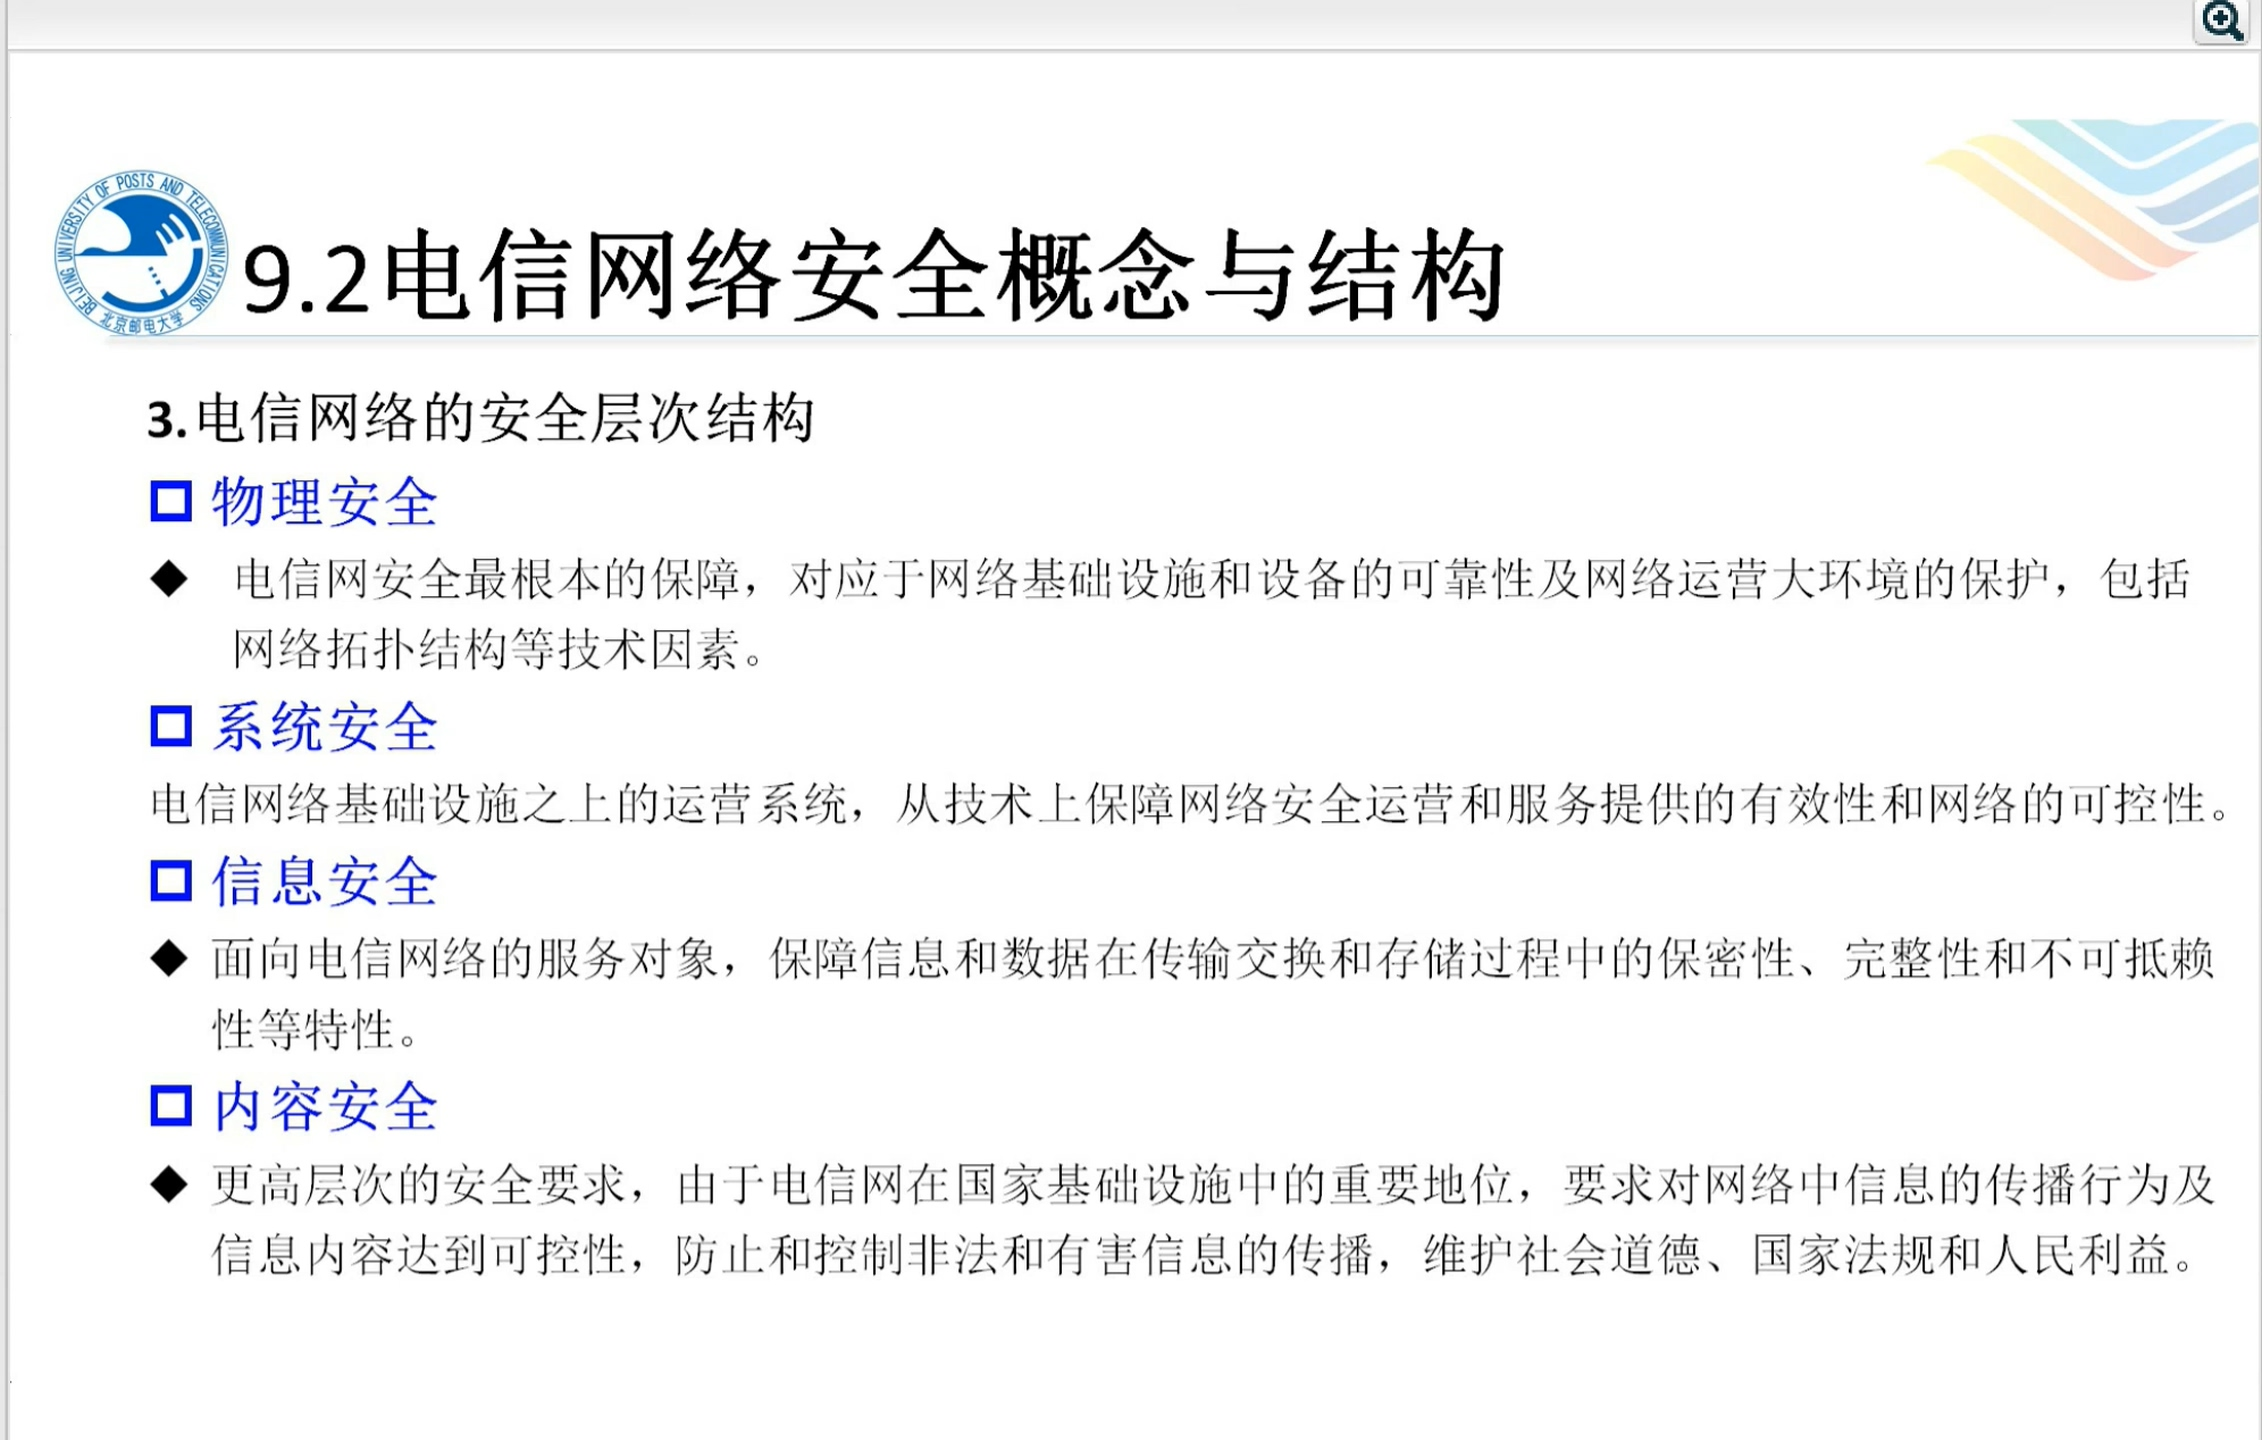 BEIJING UNIVERSITY OF POSTS AND TELECOMMUNICATIONS
北京邮电大学
9.2电信网络安全概念与结构
3.电信网络的安全层次结构
物理安全
电信网安全最根本的保障，对应于网络基础设施和设备的可靠性及网络运营大环境的保护，包括
网络拓扑结构等技术因素。
系统安全
电信网络基础设施之上的运营系统，从技术上保障网络安全运营和服务提供的有效性和网络的可控性。
信息安全
面向电信网络的服务对象，保障信息和数据在传输交换和存储过程中的保密性、完整性和不可抵赖
性等特性。
内容安全
更高层次的安全要求，由于电信网在国家基础设施中的重要地位，要求对网络中信息的传播行为及
信息内容达到可控性，防止和控制非法和有害信息的传播，维护社会道德、国家法规和人民利益。